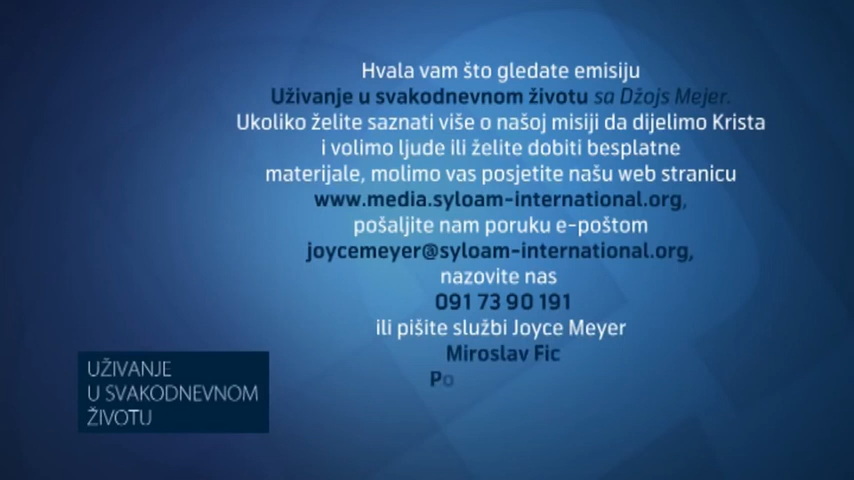 Hvala vam što gledate emisiju
Uživanje u svakodnevnom životu sa Džojs Mejer.
Ukoliko želite saznati više o našoj misiji da dijelimo Krista
i volimo ljude ili želite dobiti besplatne
materijale, molimo vas posjetite našu web stranicu
www.media.syloam-international.org,
pošaljite nam poruku e-poštom
joycemeyer@syloam-international.org,
nazovite nas
091 73 90 191
ili pišite službi Joyce Meyer
Miroslav Fic
Po
UŽIVANJE
U SVAKODNEVNOM
ŽIVOTU